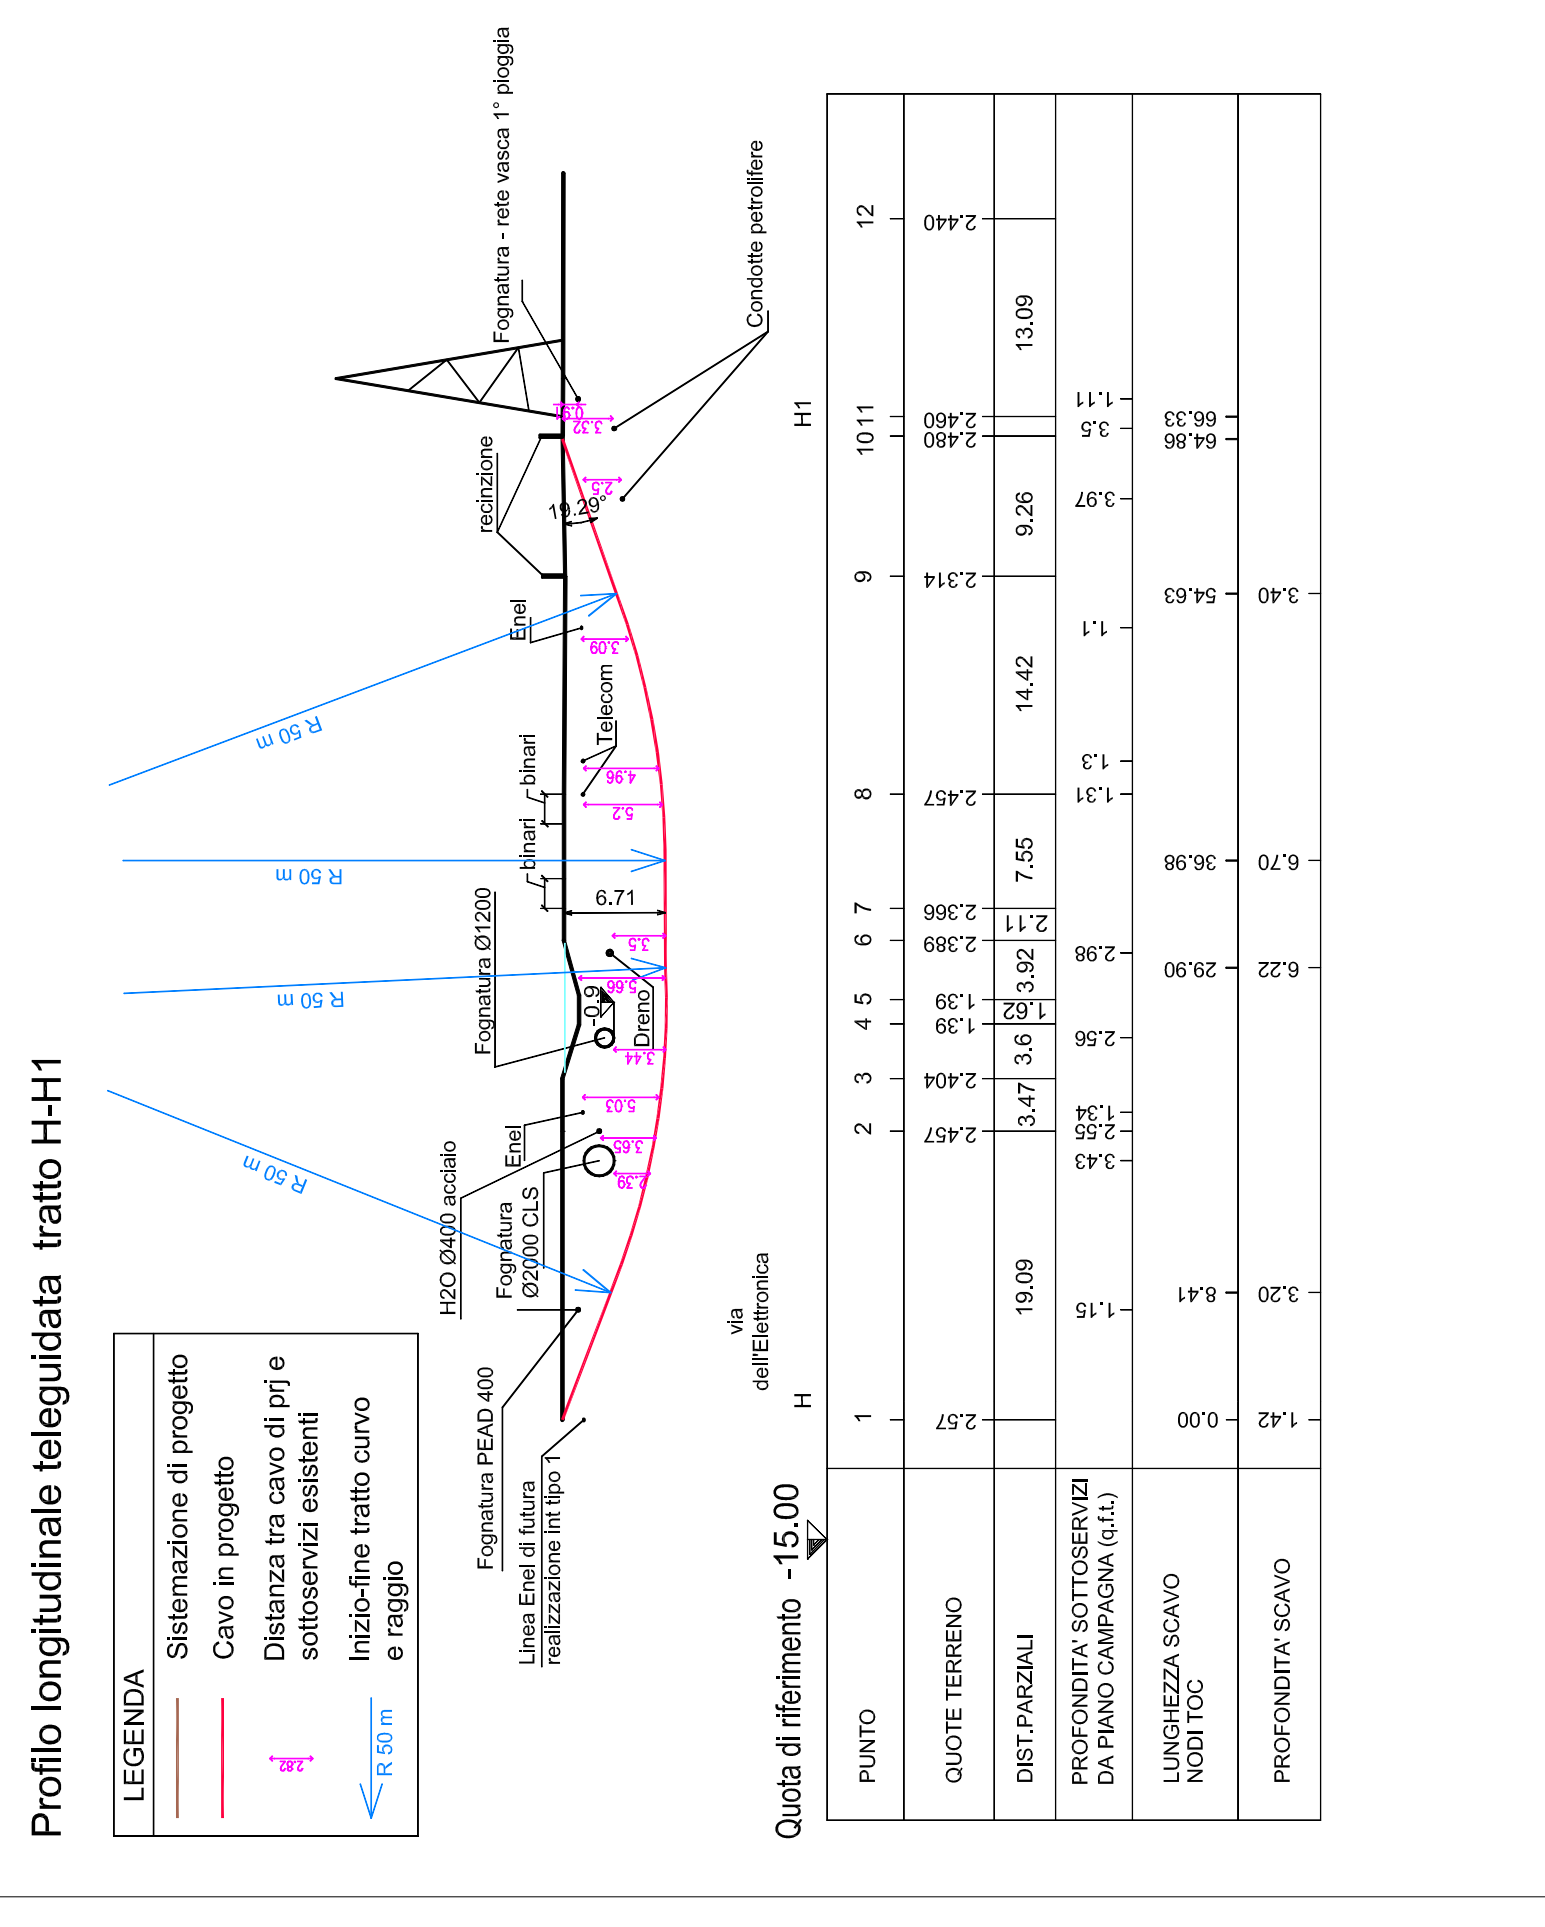 Profilo longitudinale teleguidata tratto H-H1
LEGENDA
Sistemazione di progetto
Cavo in progetto
2.82
Distanza tra cavo di prj e
sottoservizi esistenti
R 50 m
Inizio-fine tratto curvo
e raggio
R 50 m
R 50 m
R 50 m
R 50 m
Linea Enel di futura
realizzazione int tipo 1
Fognatura PEAD 400
H2O Ø400 acciaio
Fognatura
Ø2000 CLS
Enel
Fognatura Ø1200
binari
binari
Telecom
Enel
recinzione
Fognatura - rete vasca 1° pioggia
Condotte petrolifere
Dreno
-0.9
6.71
19.29°
2.39
3.65
5.03
3.44
5.66
3.5
5.2
4.96
3.09
2.5
3.32
0.91
via
dell'Elettronica
H
H1
Quota di riferimento -15.00
PUNTO 1 2 3 4 5 6 7 8 9 10 11 12
QUOTE TERRENO 2.57 2.457 2.404 1.39 1.39 2.389 2.366 2.457 2.314 2.480 2.460 2.440
DIST.PARZIALI 19.09 3.47 3.6 1.62 3.92 2.11 7.55 14.42 9.26 13.09
PROFONDITA' SOTTOSERVIZI
DA PIANO CAMPAGNA (q.f.t.)
1.15 3.43 2.55 1.34 2.56 2.98 1.31 1.3 1.1 3.97 3.5 1.11
LUNGHEZZA SCAVO
NODI TOC
0.00 8.41 29.90 36.98 54.63 64.86 66.33
PROFONDITA' SCAVO 1.42 3.20 6.22 6.70 3.40